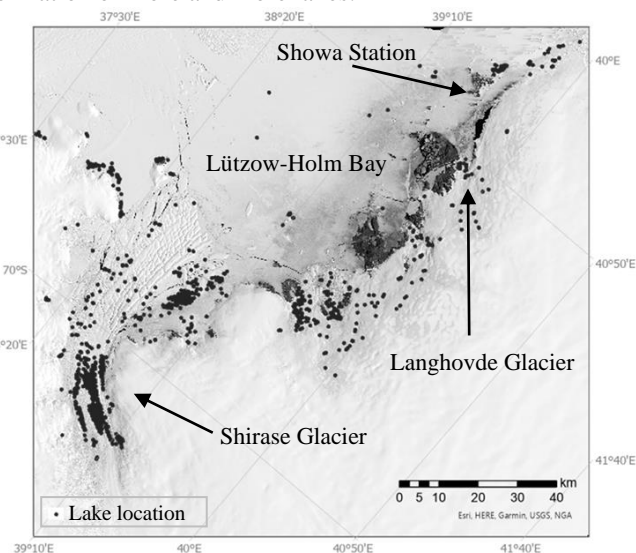 37°30'E 38°20'E 39°10'E
Showa Station
40°E
°30'E
Lützow-Holm Bay
70°S
40°50'E
°20'E
Langhovde Glacier
Shirase Glacier
41°40'E
km
0 5 10 20 30 40
Lake location
Esri, HERE, Garmin, USGS, NGA
39°10'E 40°E 40°50'E 41°40'E